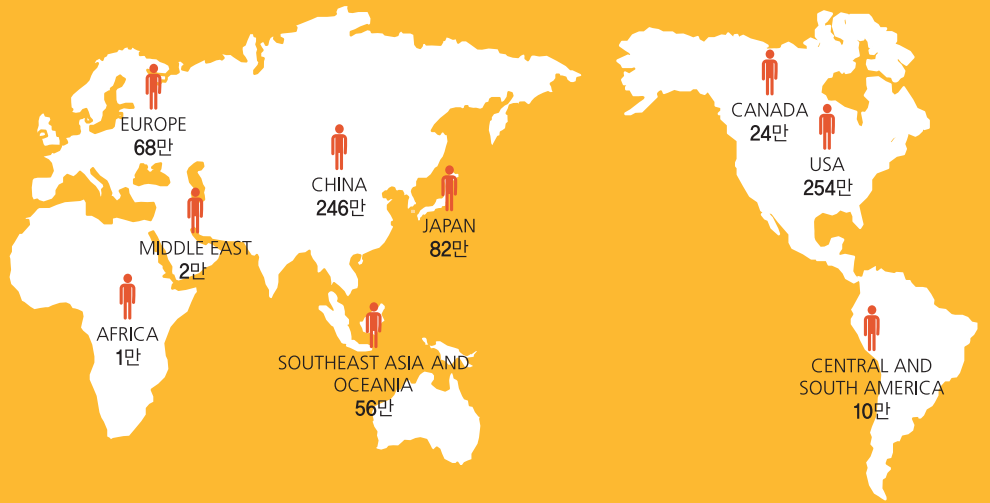 EUROPE
68만
CHINA
246만
JAPAN
82만
MIDDLE EAST
2만
AFRICA
1만
SOUTHEAST ASIA AND
OCEANIA
56만
CANADA
24만
USA
254만
CENTRAL AND
SOUTH AMERICA
10만